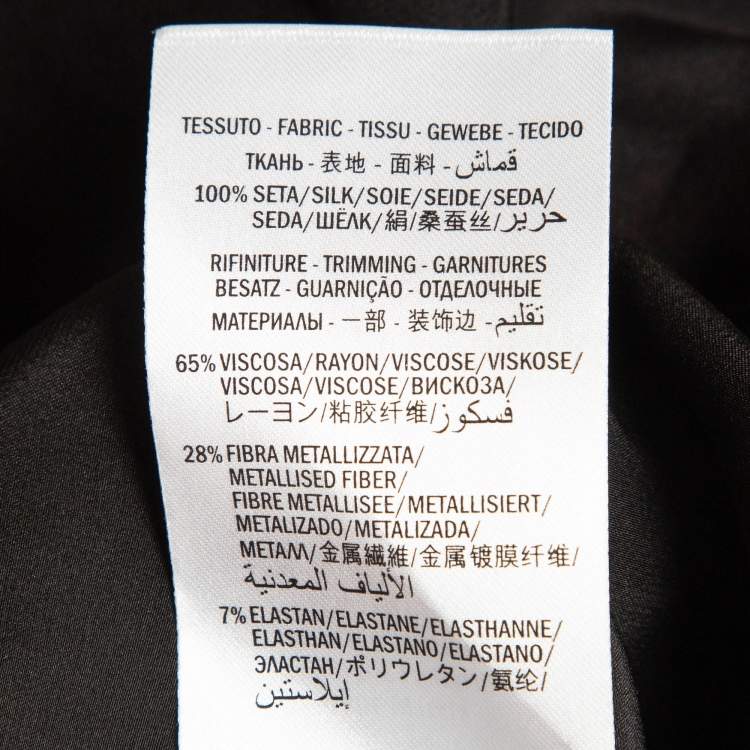 TESSUTO - FABRIC - TISSU - GEWEBE - TECIDO
ТКАНЬ - 表地 - 面料 - قماش
100% SETA/SILK/SOIE/SEIDE/SEDA/
SEDA/ШЁЛК/絹/桑蚕丝/حرير
RIFINITURE - TRIMMING - GARNITURES
BESATZ - GUARNIÇÃO - ОТДЕЛОЧНЫЕ
МАТЕРИАЛЫ - 一部 - 装饰边 - تقليم
65% VISCOSA/RAYON/VISCOSE/VISKOSE/
VISCOSA/VISCOSE/ВИСКОЗА/
レーヨン/粘胶纤维/فسكوز
28% FIBRA METALLIZZATA/
METALLISED FIBER/
FIBRE METALLISEE/METALLISIERT/
METALIZADO/METALIZADA/
МЕТАЛЛ/金属繊維/金属镀膜纤维/
الألياف المعدنية
7% ELASTAN/ELASTANE/ELASTHANNE/
ELASTHAN/ELASTANO/ELASTANO/
ЭЛАСТАН/ポリウレタン/氨纶/
إيلاستين